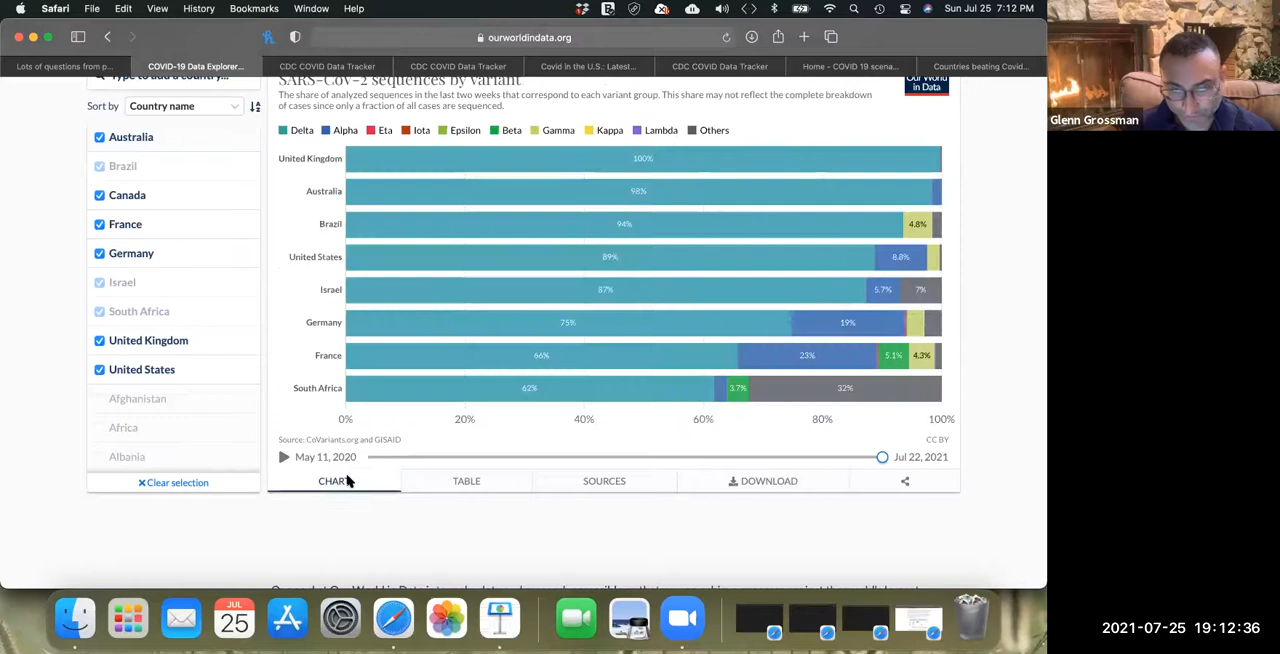 Safari File Edit View History Bookmarks Window Help Sun Jul 25 7:12 PM
ourworldindata.org
Lots of questions from p... COVID-19 Data Explorer... CDC COVID Data Tracker CDC COVID Data Tracker Covid in the U.S.: Latest... CDC COVID Data Tracker Home - COVID 19 scena... Countries beating Covid...
Type to add a country...
Sort by Country name
Australia
Brazil
Canada
France
Germany
Israel
South Africa
United Kingdom
United States
Afghanistan
Africa
Albania
Clear selection
SARS-CoV-2 sequences by variant
The share of analyzed sequences in the last two weeks that correspond to each variant group. This share may not reflect the complete breakdown
of cases since only a fraction of all cases are sequenced.
Our World
in Data
Delta Alpha Eta Iota Epsilon Beta Gamma Kappa Lambda Others
United Kingdom 100%
Australia 98%
Brazil 94% 4.8%
United States 89% 8.8%
Israel 87% 5.7% 7%
Germany 75% 19%
France 66% 23% 5.1% 4.3%
South Africa 62% 3.7% 32%
0% 20% 40% 60% 80% 100%
Source: CoVariants.org and GISAID CC BY
May 11, 2020 Jul 22, 2021
CHART TABLE SOURCES DOWNLOAD
JUL
25
Glenn Grossman
2021-07-25 19:12:36